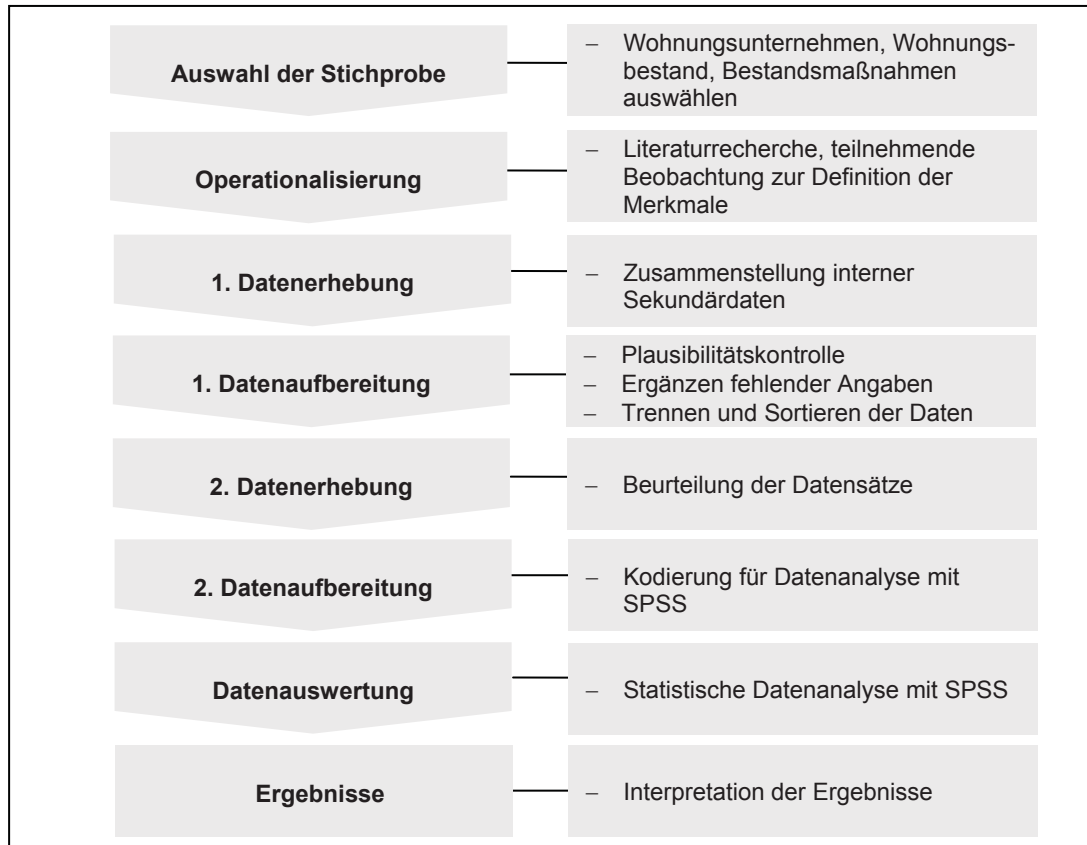 Auswahl der Stichprobe
– Wohnungsunternehmen, Wohnungs-
bestand, Bestandsmaßnahmen
auswählen
Operationalisierung
– Literaturrecherche, teilnehmende
Beobachtung zur Definition der
Merkmale
1. Datenerhebung
– Zusammenstellung interner
Sekundärdaten
1. Datenaufbereitung
– Plausibilitätskontrolle
– Ergänzen fehlender Angaben
– Trennen und Sortieren der Daten
2. Datenerhebung
– Beurteilung der Datensätze
2. Datenaufbereitung
– Kodierung für Datenanalyse mit
SPSS
Datenauswertung
– Statistische Datenanalyse mit SPSS
Ergebnisse
– Interpretation der Ergebnisse